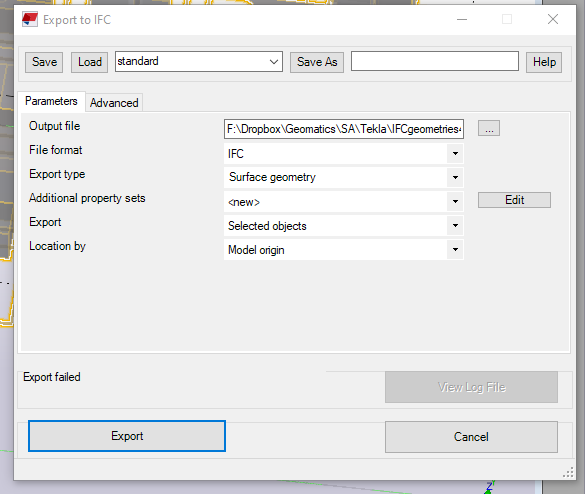 Export to IFC
Save Load standard Save As Help
Parameters Advanced
Output file F:\Dropbox\Geomatics\SA\Tekla\IFCgeometries4 ...
File format IFC
Export type Surface geometry
Additional property sets <new> Edit
Export Selected objects
Location by Model origin
Export failed View Log File
Export Cancel
z